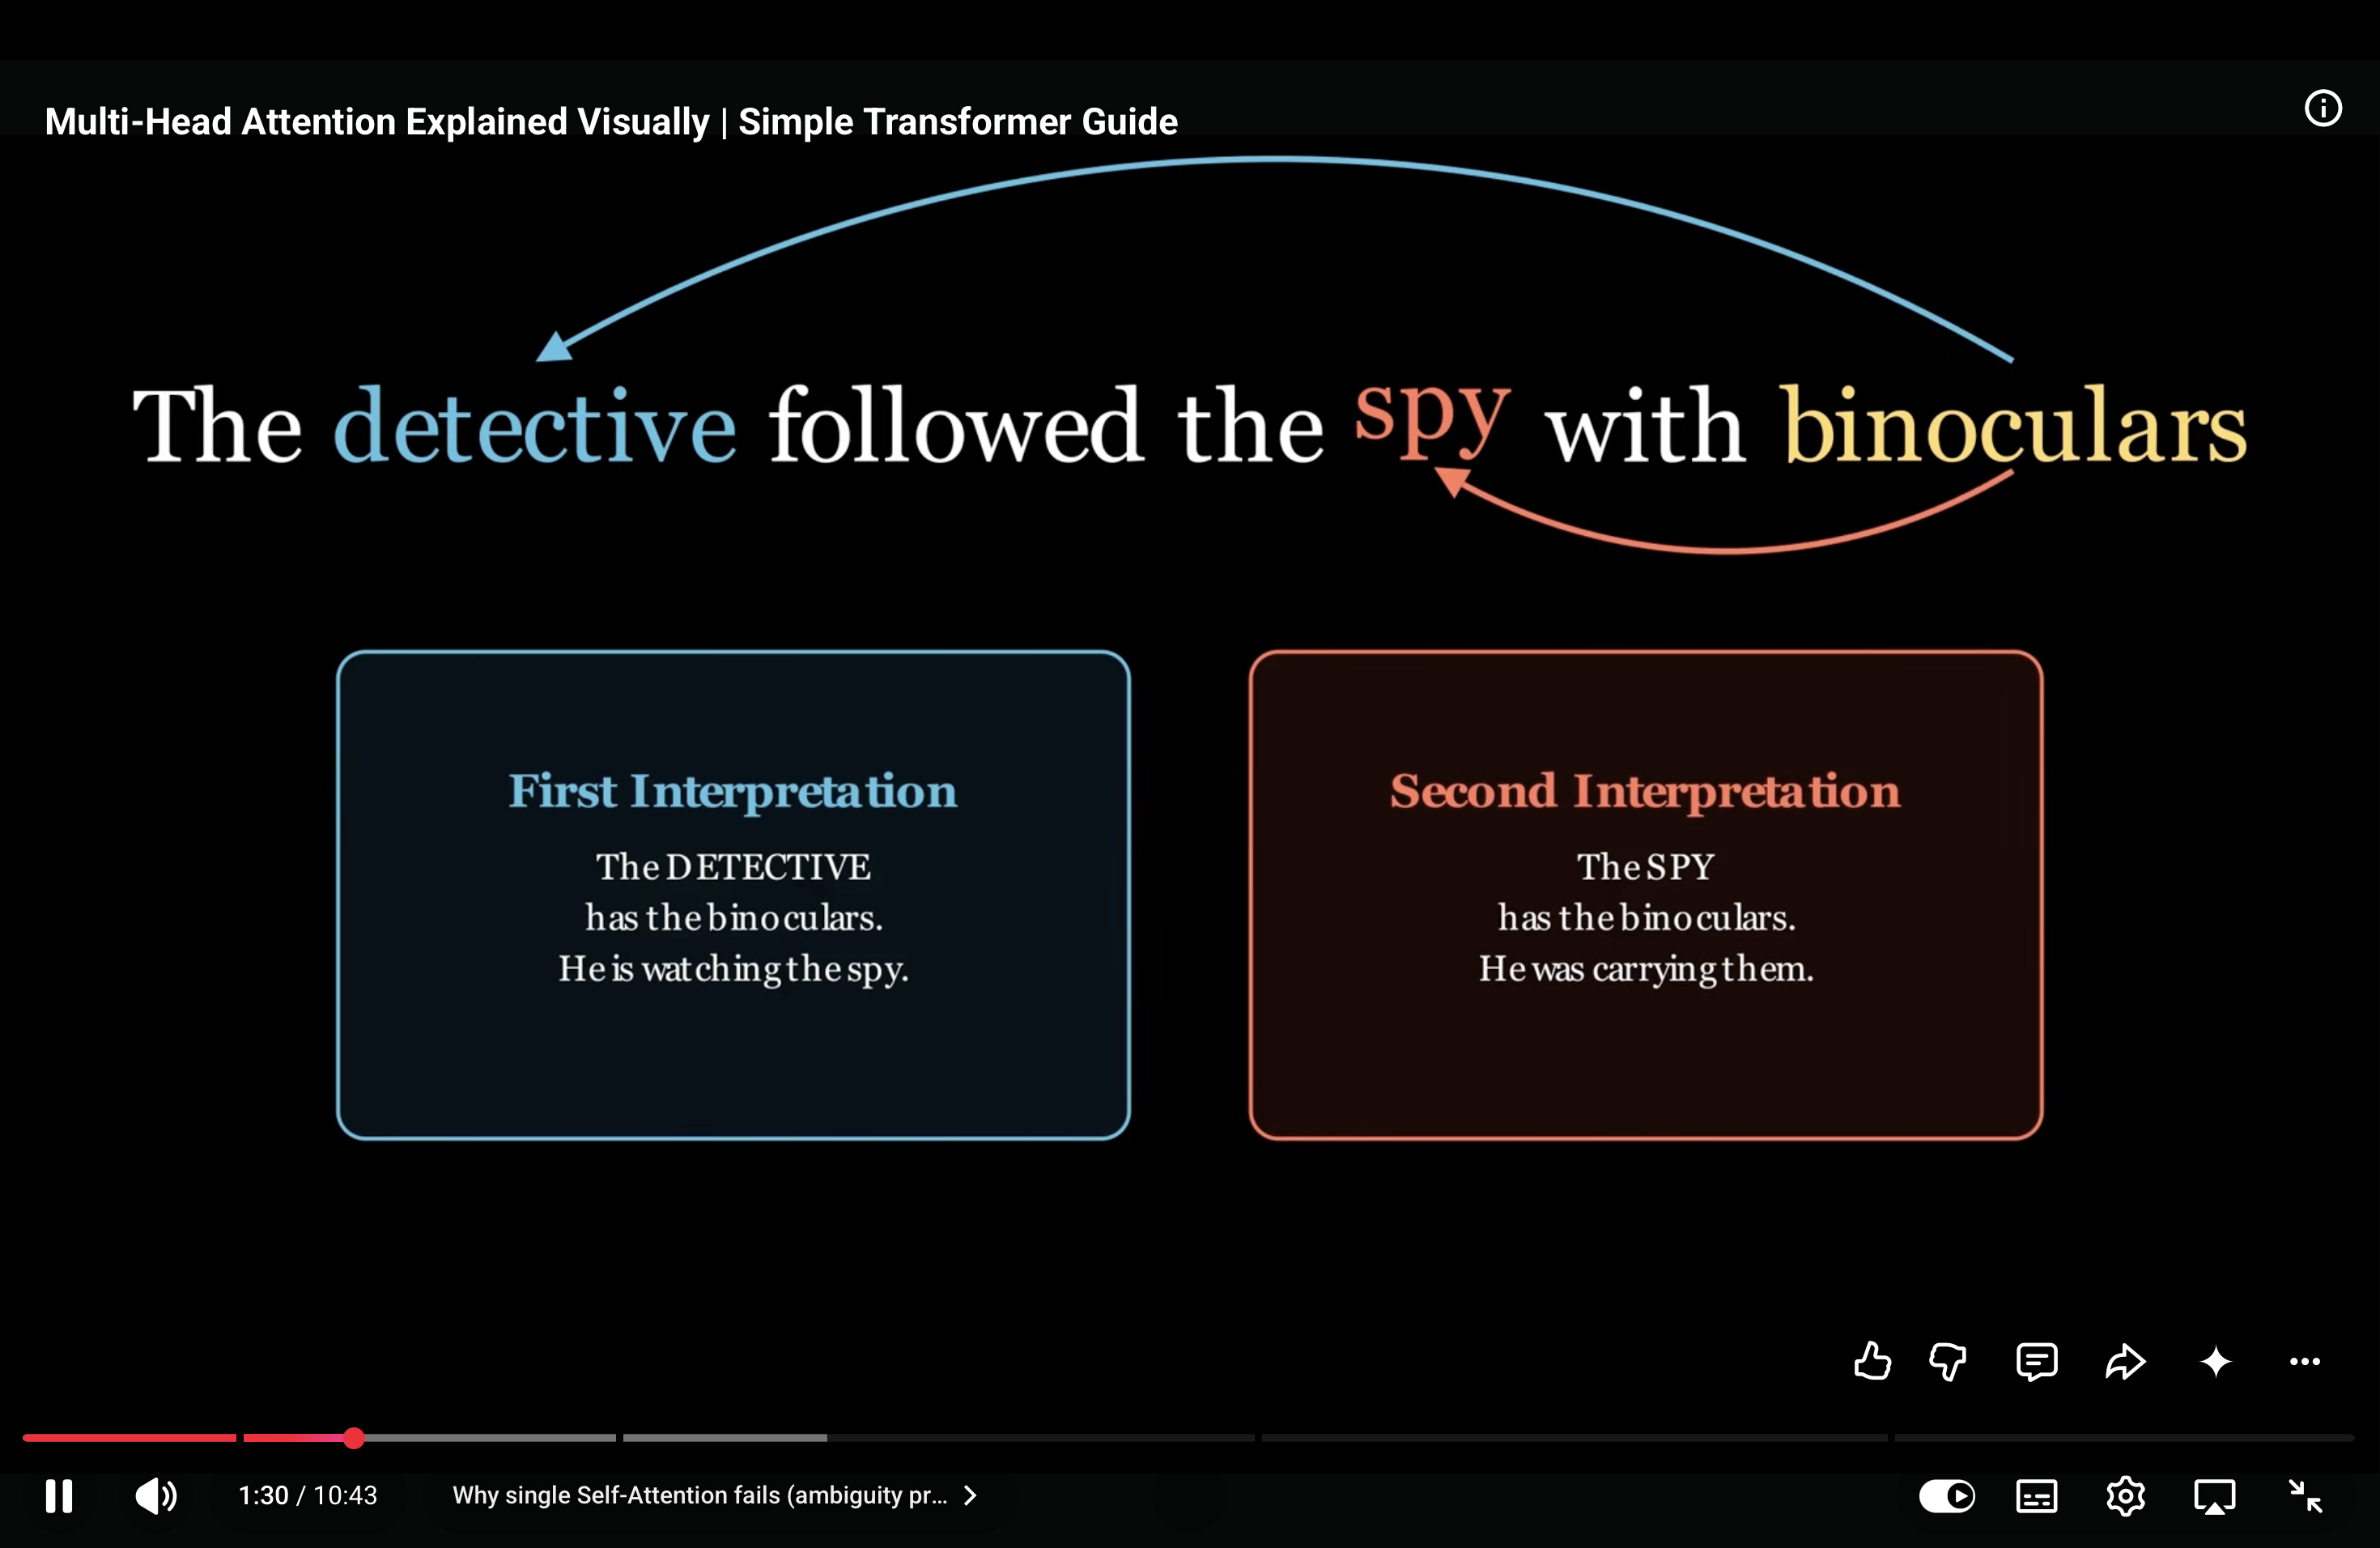 Multi-Head Attention Explained Visually | Simple Transformer Guide
The detective followed the spy with binoculars
First Interpretation
The DETECTIVE
has the binoculars.
He is watching the spy.
Second Interpretation
The SPY
has the binoculars.
He was carrying them.
1:30 / 10:43
Why single Self-Attention fails (ambiguity pr...